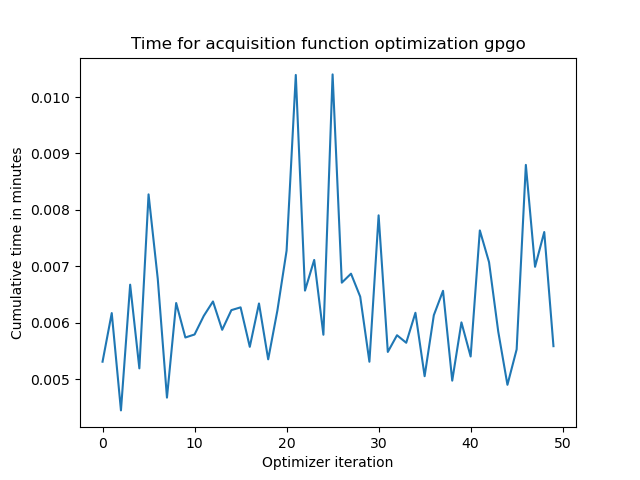 Time for acquisition function optimization gpgo
Cumulative time in minutes
0.010
0.009
0.008
0.007
0.006
0.005
0 10 20 30 40 50
Optimizer iteration